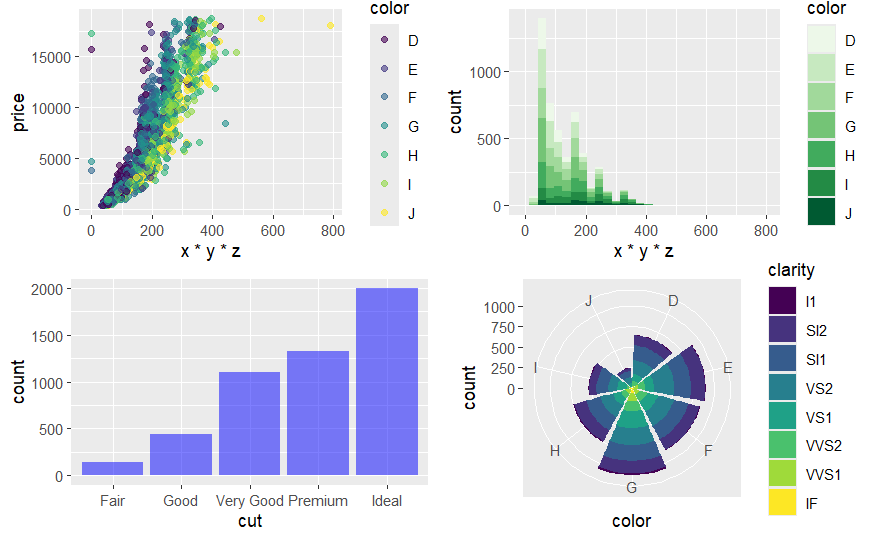 price
15000
10000
5000
0
0 200 400 600 800
x * y * z
color
D
E
F
G
H
I
J
count
1000
500
0
0 200 400 600 800
x * y * z
color
D
E
F
G
H
I
J
count
2000
1500
1000
500
0
Fair Good Very Good Premium Ideal
cut
count
1000
750
500
250
0
J D
I E
H F
G
color
clarity
I1
SI2
SI1
VS2
VS1
VVS2
VVS1
IF